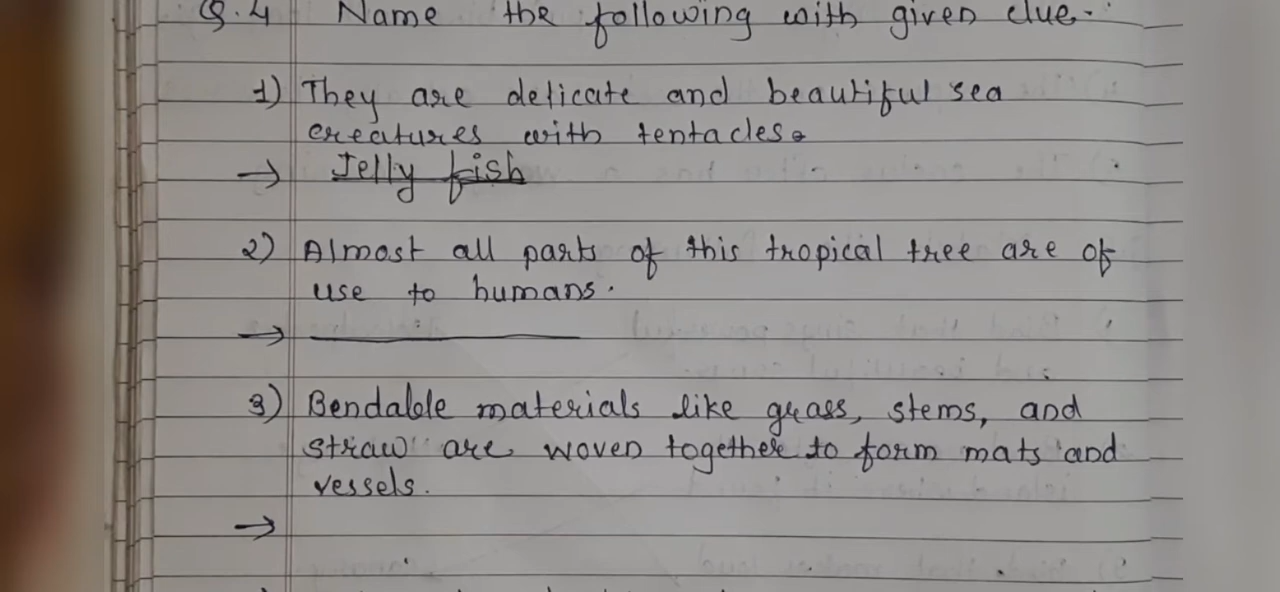 Q.4 Name the following with given clue.
1) They are delicate and beautiful sea
creatures with tentacles.
→ Jelly fish
2) Almost all parts of this tropical tree are of
use to humans.
→
3) Bendable materials like grass, stems, and
straw are woven together to form mats and
vessels.
→